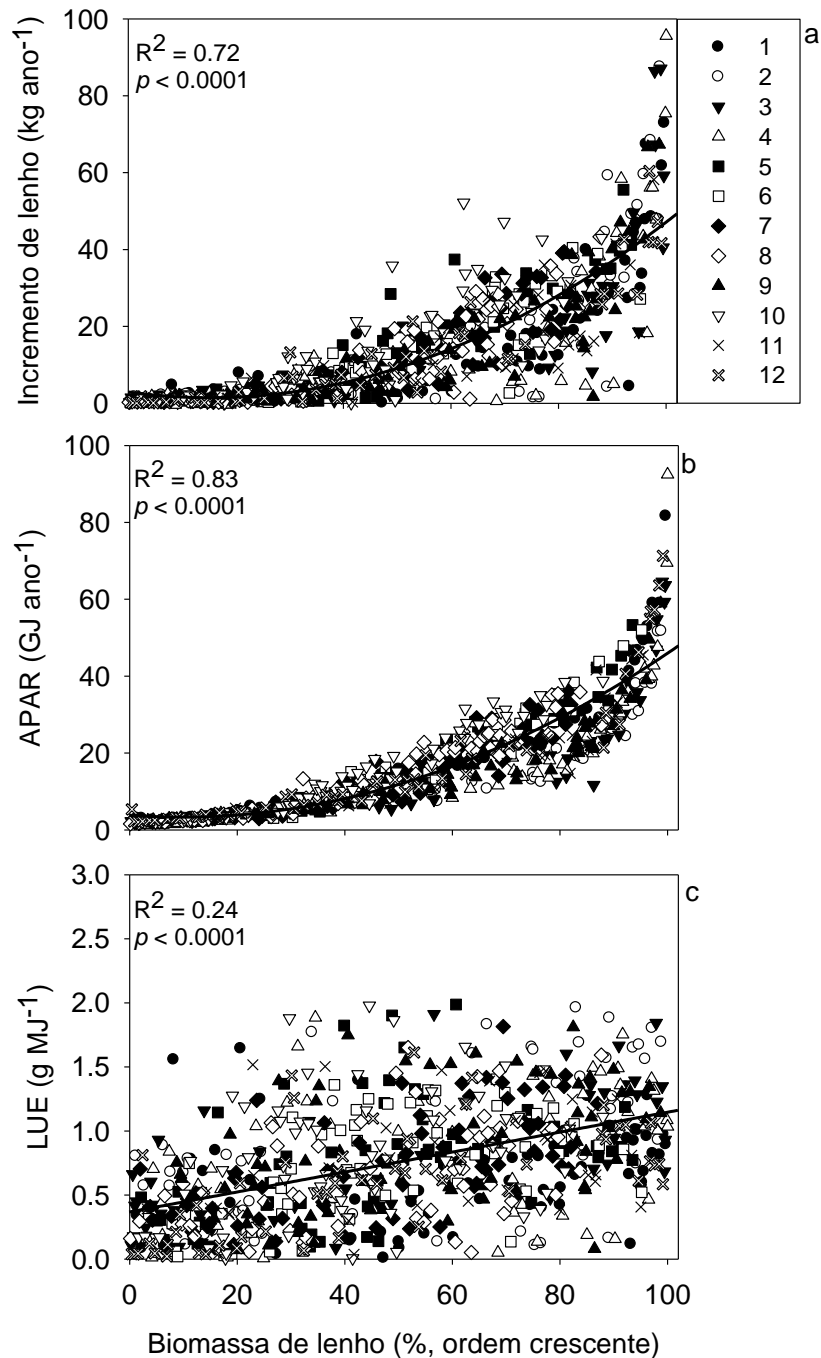 a
R² = 0.72
p < 0.0001
Incremento de lenho (kg ano⁻¹)
100
80
60
40
20
0
1
2
3
4
5
6
7
8
9
10
11
12
b
R² = 0.83
p < 0.0001
APAR (GJ ano⁻¹)
100
80
60
40
20
0
c
R² = 0.24
p < 0.0001
LUE (g MJ⁻¹)
3.0
2.5
2.0
1.5
1.0
0.5
0.0
0 20 40 60 80 100
Biomassa de lenho (%, ordem crescente)